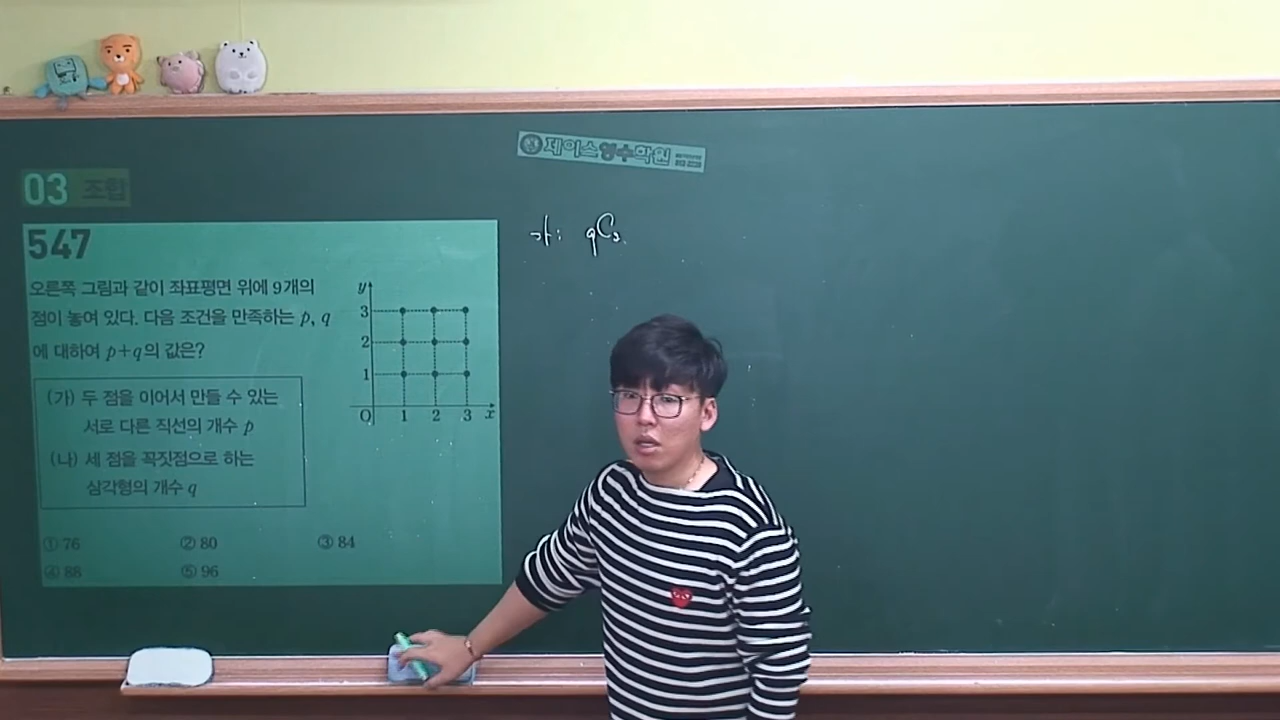 제이스영수학원
03 조합
547
오른쪽 그림과 같이 좌표평면 위에 9개의
점이 놓여 있다. 다음 조건을 만족하는 p, q
에 대하여 p+q의 값은?
(가) 두 점을 이어서 만들 수 있는
서로 다른 직선의 개수 p
(나) 세 점을 꼭짓점으로 하는
삼각형의 개수 q
① 76 ② 80 ③ 84
④ 88 ⑤ 96
y
3
2
1
O 1 2 3 x
가: 9C2